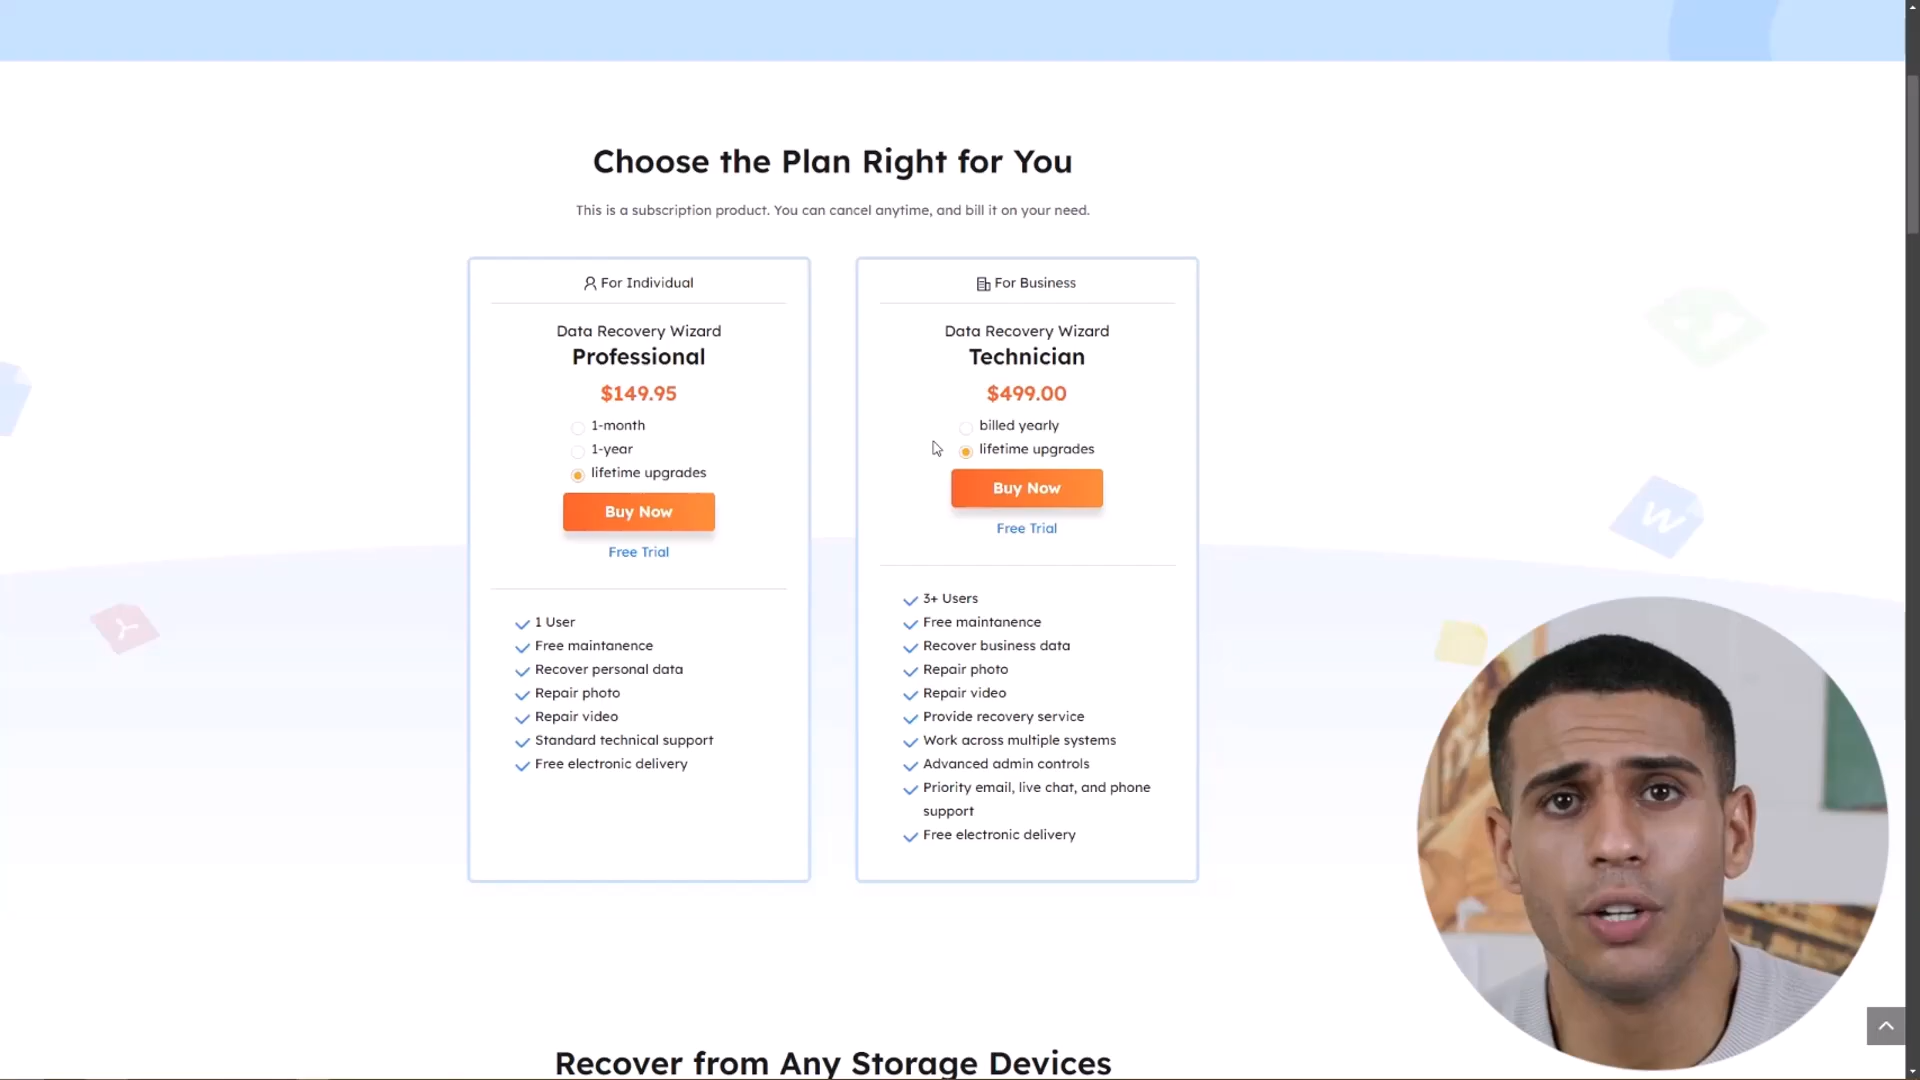 Choose the Plan Right for You
This is a subscription product. You can cancel anytime, and bill it on your need.
For Individual
Data Recovery Wizard
Professional
$149.95
1-month
1-year
lifetime upgrades
Buy Now
Free Trial
1 User
Free maintanence
Recover personal data
Repair photo
Repair video
Standard technical support
Free electronic delivery
For Business
Data Recovery Wizard
Technician
$499.00
billed yearly
lifetime upgrades
Buy Now
Free Trial
3+ Users
Free maintanence
Recover business data
Repair photo
Repair video
Provide recovery service
Work across multiple systems
Advanced admin controls
Priority email, live chat, and phone
support
Free electronic delivery
W
Recover from Any Storage Devices